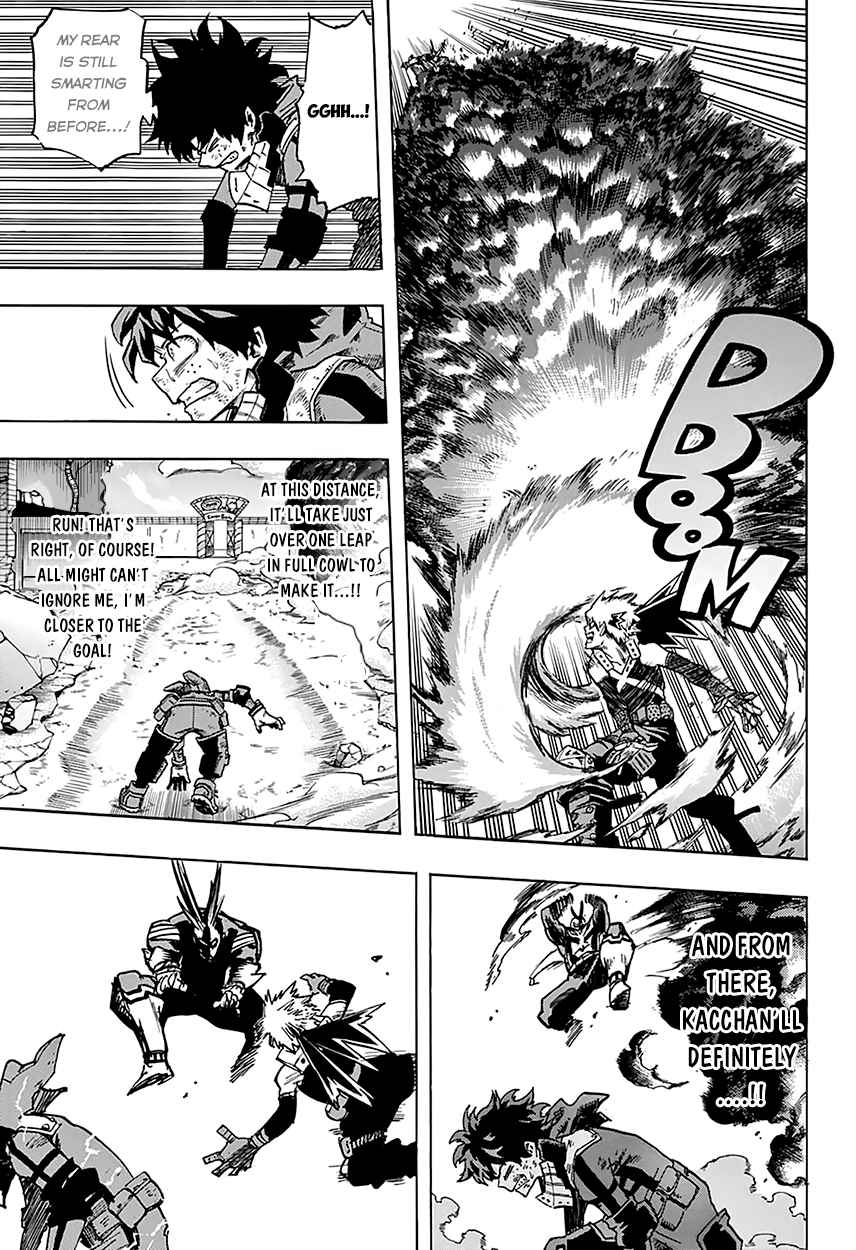 DDOOOM
GGHH...!
MY REAR
IS STILL
SMARTING
FROM
BEFORE...!
AT THIS DISTANCE,
IT'LL TAKE JUST
OVER ONE LEAP
IN FULL COWL TO
MAKE IT...!!
RUN! THAT'S
RIGHT, OF COURSE!
ALL MIGHT CAN'T
IGNORE ME, I'M
CLOSER TO THE
GOAL!
AND FROM
THERE,
KACCHAN'LL
DEFINITELY
....!!